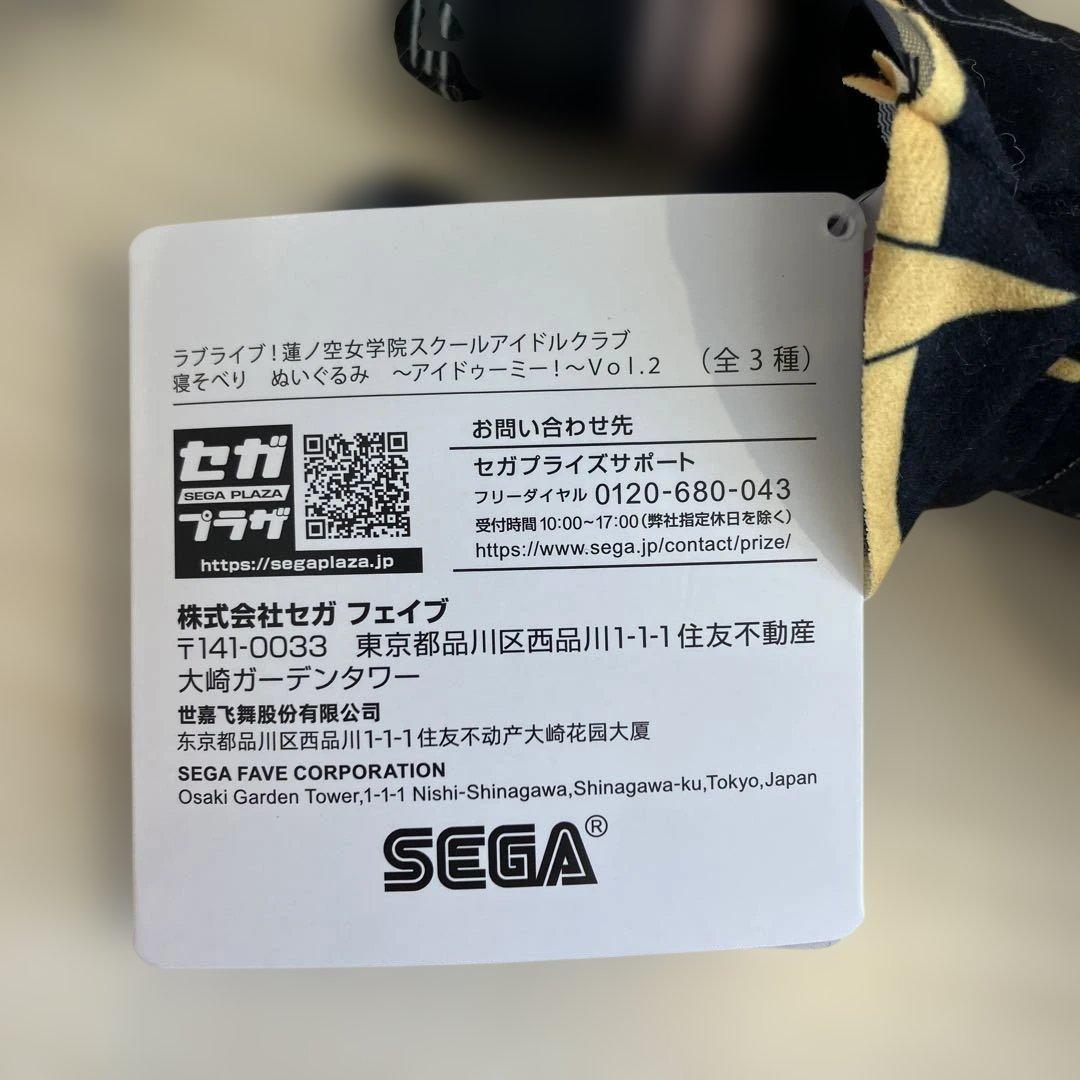 ラブライブ！蓮ノ空女学院スクールアイドルクラブ
寝そべり　ぬいぐるみ　～アイドゥーミー！～Vol.2　（全3種）
セガ
SEGA PLAZA
プラザ
https://segaplaza.jp
お問い合わせ先
セガプライズサポート
フリーダイヤル 0120-680-043
受付時間10:00~17:00（弊社指定休日を除く）
https://www.sega.jp/contact/prize/
株式会社セガ フェイブ
〒141-0033　東京都品川区西品川1-1-1住友不動産
大崎ガーデンタワー
世嘉飞舞股份有限公司
东京都品川区西品川1-1-1住友不动产大崎花园大厦
SEGA FAVE CORPORATION
Osaki Garden Tower,1-1-1 Nishi-Shinagawa,Shinagawa-ku,Tokyo,Japan
SEGA®